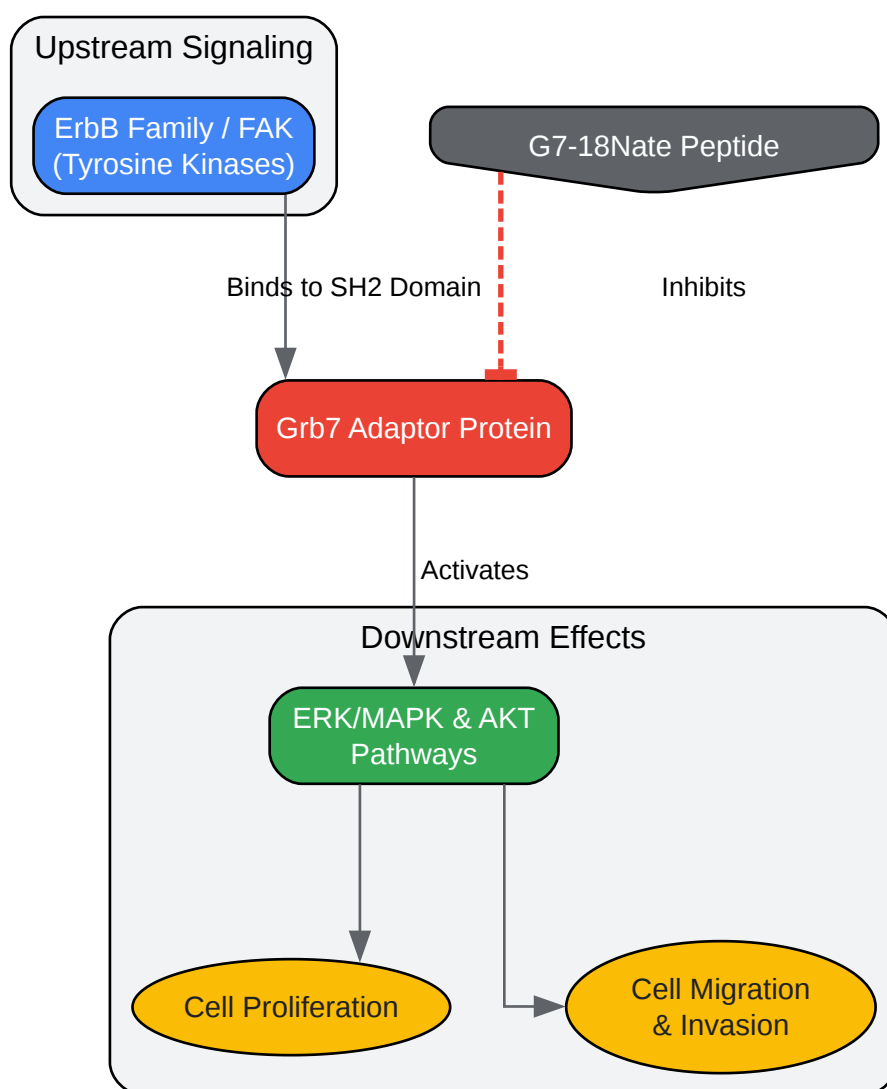 Upstream Signaling
ErbB Family / FAK
(Tyrosine Kinases)
G7-18Nate Peptide
Binds to SH2 Domain
Inhibits
Grb7 Adaptor Protein
Activates
Downstream Effects
ERK/MAPK & AKT
Pathways
Cell Proliferation
Cell Migration
& Invasion